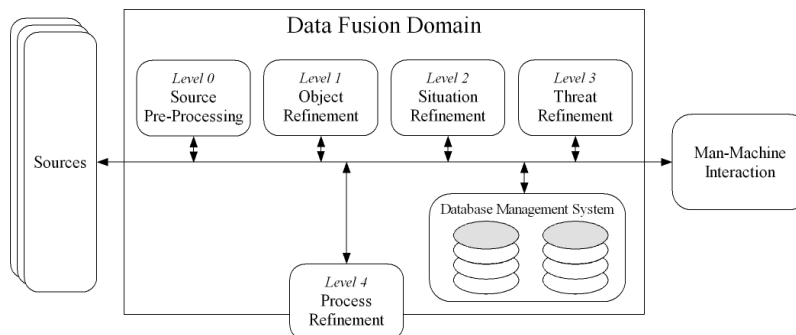 Data Fusion Domain
Level 0
Source
Pre-Processing
Level 1
Object
Refinement
Level 2
Situation
Refinement
Level 3
Threat
Refinement
Sources
Man-Machine
Interaction
Database Management System
Level 4
Process
Refinement